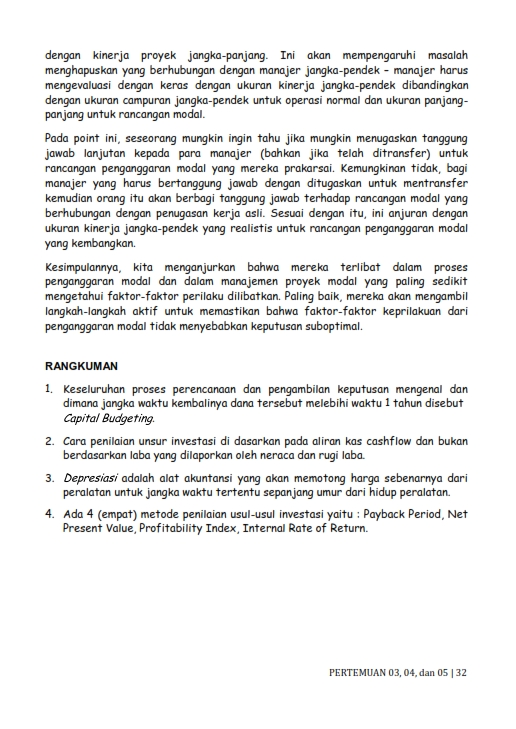 dengan kinerja proyek jangka-panjang. Ini akan mempengaruhi masalah
menghapuskan yang berhubungan dengan manajer jangka-pendek – manajer harus
mengevaluasi dengan keras dengan ukuran kinerja jangka-pendek dibandingkan
dengan ukuran campuran jangka-pendek untuk operasi normal dan ukuran panjang-
panjang untuk rancangan modal.
Pada point ini, seseorang mungkin ingin tahu jika mungkin menugaskan tanggung
jawab lanjutan kepada para manajer (bahkan jika telah ditransfer) untuk
rancangan penganggaran modal yang mereka prakarsai. Kemungkinan tidak, bagi
manajer yang harus bertanggung jawab dengan ditugaskan untuk mentransfer
kemudian orang itu akan berbagi tanggung jawab terhadap rancangan modal yang
berhubungan dengan penugasan kerja asli. Sesuai dengan itu, ini anjuran dengan
ukuran kinerja jangka-pendek yang realistis untuk rancangan penganggaran modal
yang kembangkan.
Kesimpulannya, kita menganjurkan bahwa mereka terlibat dalam proses
penganggaran modal dan dalam manajemen proyek modal yang paling sedikit
mengetahui faktor-faktor perilaku dilibatkan. Paling baik, mereka akan mengambil
langkah-langkah aktif untuk memastikan bahwa faktor-faktor keprilakuan dari
penganggaran modal tidak menyebabkan keputusan suboptimal.
RANGKUMAN
1. Keseluruhan proses perencanaan dan pengambilan keputusan mengenal dan
dimana jangka waktu kembalinya dana tersebut melebihi waktu 1 tahun disebut
Capital Budgeting.
2. Cara penilaian unsur investasi di dasarkan pada aliran kas cashflow dan bukan
berdasarkan laba yang dilaporkan oleh neraca dan rugi laba.
3. Depresiasi adalah alat akuntansi yang akan memotong harga sebenarnya dari
peralatan untuk jangka waktu tertentu sepanjang umur dari hidup peralatan.
4. Ada 4 (empat) metode penilaian usul-usul investasi yaitu : Payback Period, Net
Present Value, Profitability Index, Internal Rate of Return.
PERTEMUAN 03, 04, dan 05 | 32